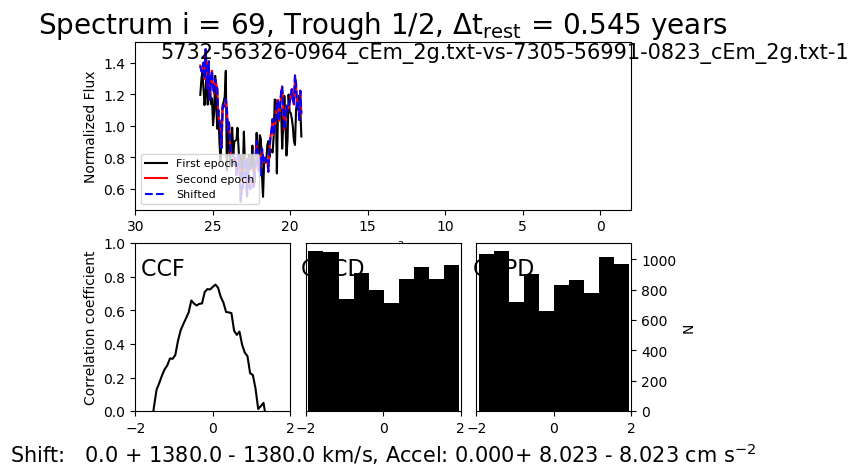 Spectrum i = 69, Trough 1/2, Δt_rest = 0.545 years
5732-56326-0964_cEm_2g.txt-vs-7305-56991-0823_cEm_2g.txt-1
Normalized Flux
1.4
1.2
1.0
0.8
0.6
First epoch
Second epoch
Shifted
30 25 20 15 10 5 0
Correlation coefficient
1.0
0.8
0.6
0.4
0.2
0.0
CCF
−2 0 2
−2 0 2
−2 0 2
1000
800
600
400
200
0
N
Shift: 0.0 + 1380.0 - 1380.0 km/s, Accel: 0.000+ 8.023 - 8.023 cm s⁻²